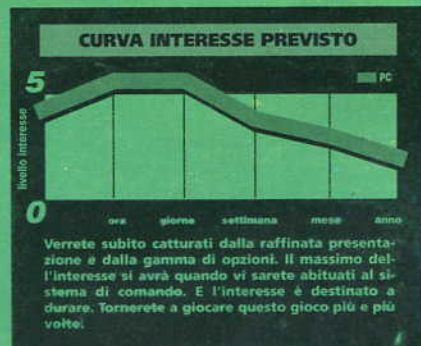 CURVA INTERESSE PREVISTO
5
PC
livello interesse
0
ora giorno settimana mese anno
Verrete subito catturati dalla raffinata presenta-
zione e dalla gamma di opzioni. Il massimo del-
l'interesse si avrà quando vi sarete abituati al si-
stema di comando. E l'interesse è destinato a
durare. Tornerete a giocare questo gioco più e più
volte!